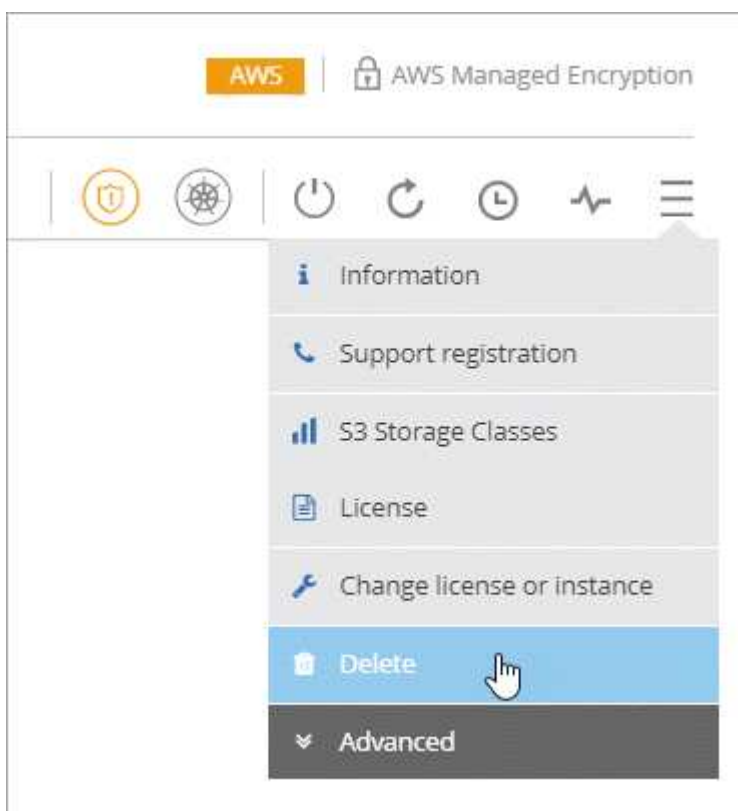 AWS
AWS Managed Encryption
Information
Support registration
S3 Storage Classes
License
Change license or instance
Delete
Advanced